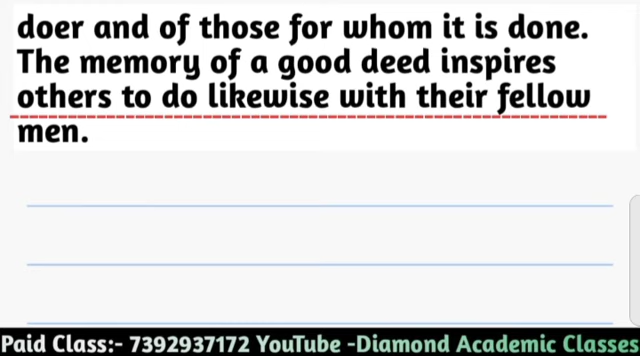 doer and of those for whom it is done.
The memory of a good deed inspires
others to do likewise with their fellow
men.
Paid Class:- 7392937172 YouTube -Diamond Academic Classes